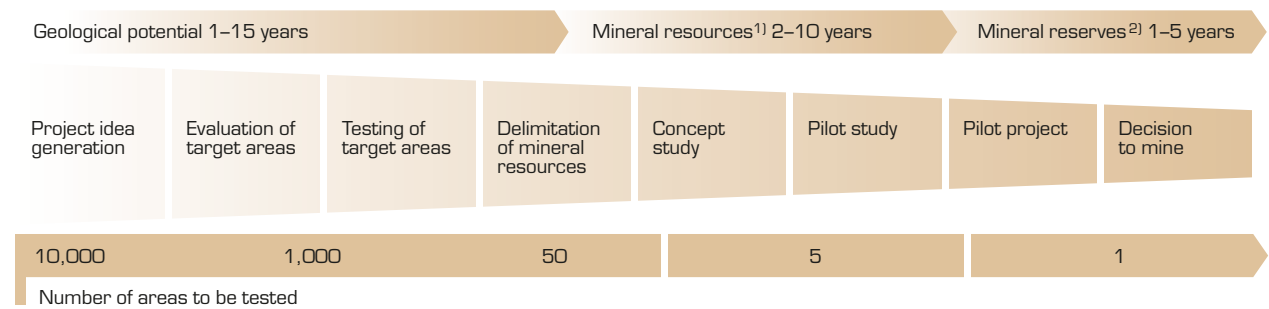 Geological potential 1–15 years
Mineral resources1) 2–10 years
Mineral reserves2) 1–5 years
Project idea
generation
Evaluation of
target areas
Testing of
target areas
Delimitation
of mineral
resources
Concept
study
Pilot study
Pilot project
Decision
to mine
10,000
1,000
50
5
1
Number of areas to be tested